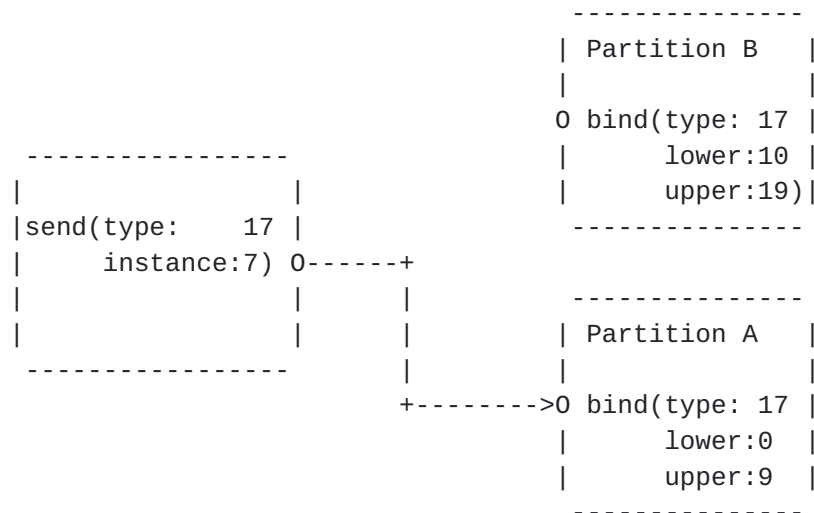 Partition B
bind(type: 17
lower:10
upper:19)
send(type: 17
instance:7)
Partition A
bind(type: 17
lower:0
upper:9